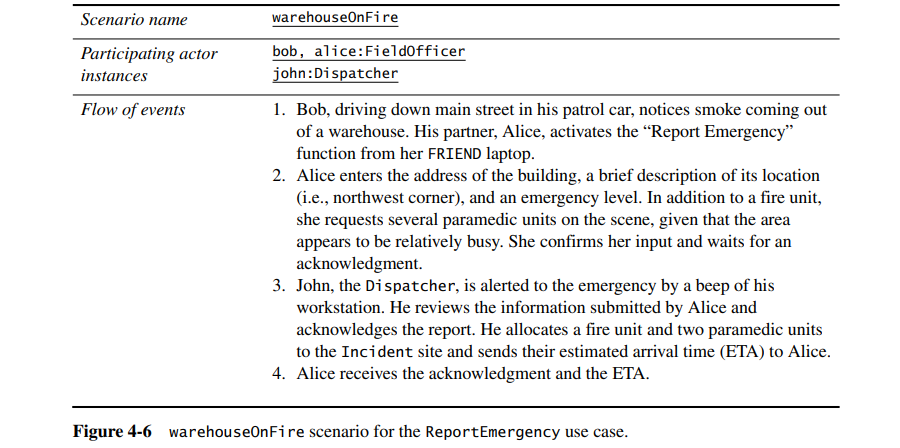 Scenario name warehouseOnFire
Participating actor bob, alice:FieldOfficer
instances john:Dispatcher
Flow of events 1. Bob, driving down main street in his patrol car, notices smoke coming out
of a warehouse. His partner, Alice, activates the “Report Emergency”
function from her FRIEND laptop.
2. Alice enters the address of the building, a brief description of its location
(i.e., northwest corner), and an emergency level. In addition to a fire unit,
she requests several paramedic units on the scene, given that the area
appears to be relatively busy. She confirms her input and waits for an
acknowledgment.
3. John, the Dispatcher, is alerted to the emergency by a beep of his
workstation. He reviews the information submitted by Alice and
acknowledges the report. He allocates a fire unit and two paramedic units
to the Incident site and sends their estimated arrival time (ETA) to Alice.
4. Alice receives the acknowledgment and the ETA.
Figure 4-6 warehouseOnFire scenario for the ReportEmergency use case.